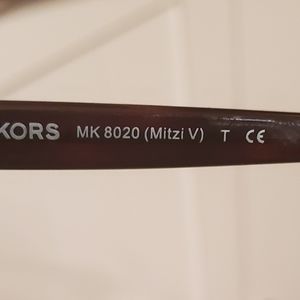 KORS MK 8020 (Mitzi V) T CE